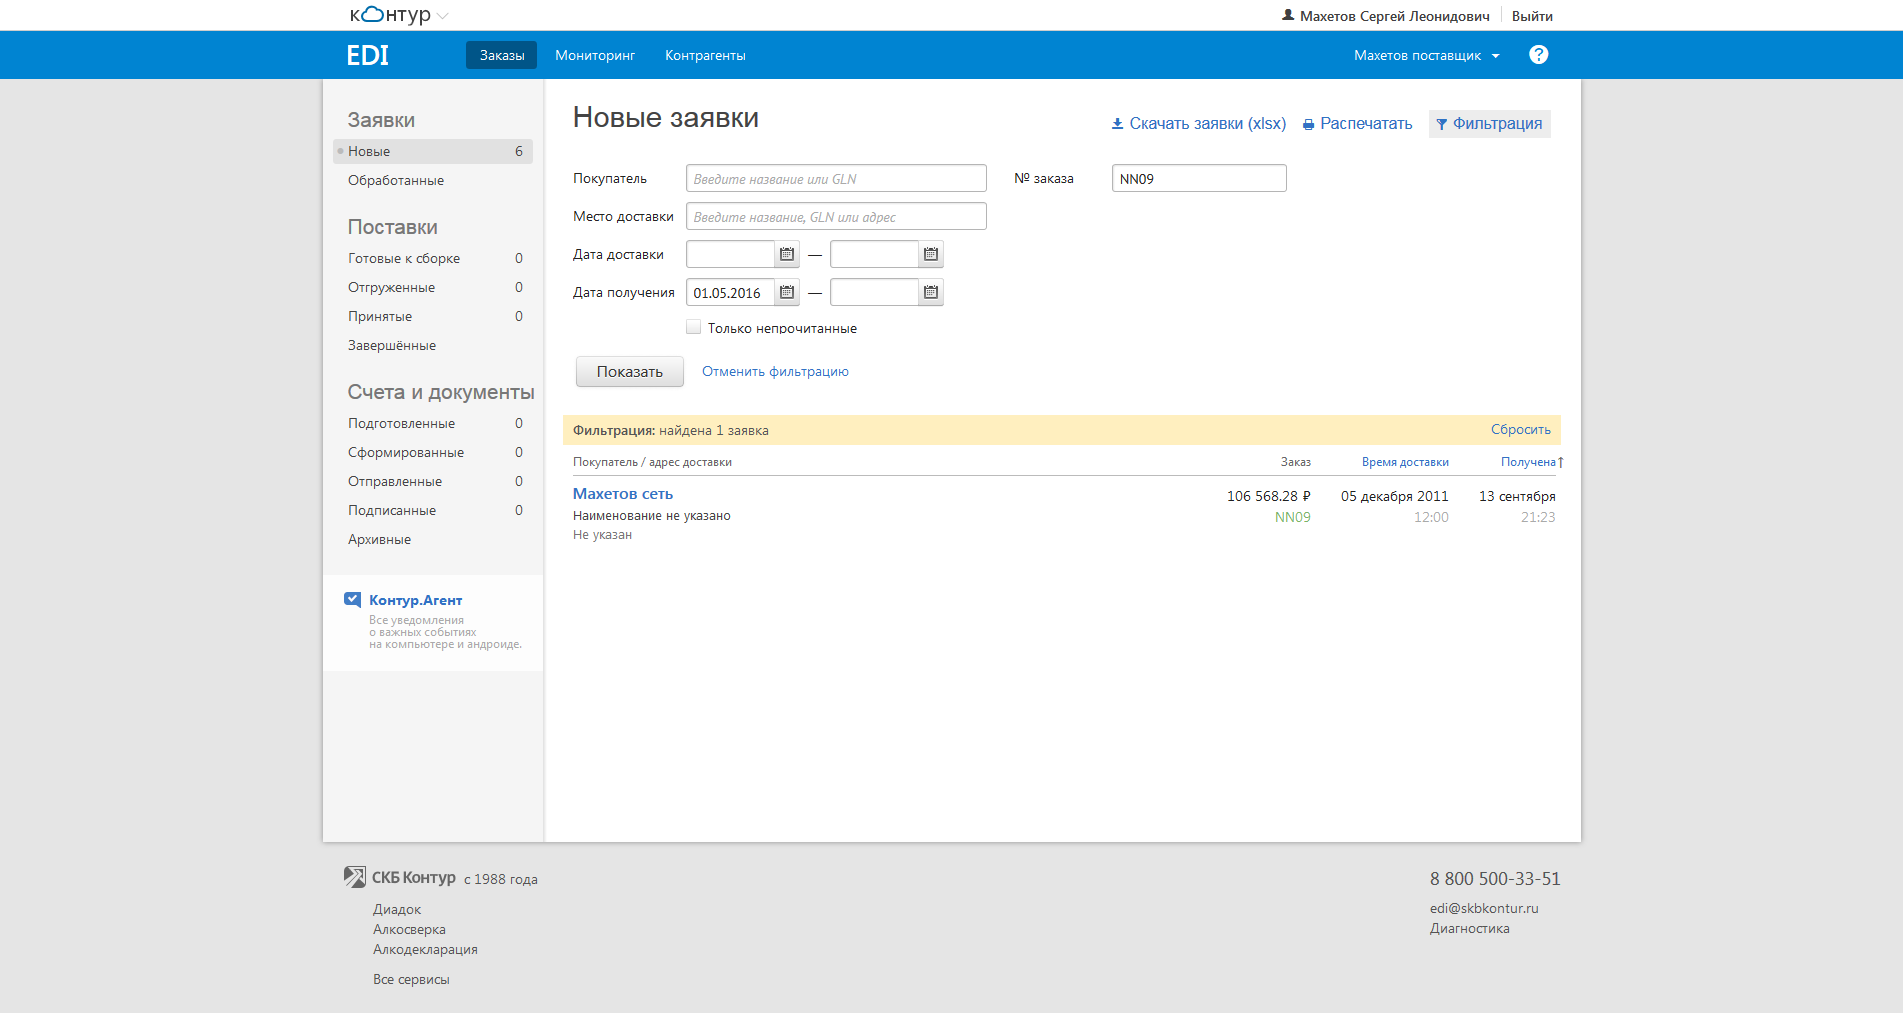 контур
Махетов Сергей Леонидович
Выйти
EDI
Заказы
Мониторинг
Контрагенты
Махетов поставщик
?
Заявки
Новые 6
Обработанные
Поставки
Готовые к сборке 0
Отгруженные 0
Принятые 0
Завершённые
Счета и документы
Подготовленные 0
Сформированные 0
Отправленные 0
Подписанные 0
Архивные
Контур.Агент
Все уведомления
о важных событиях
на компьютере и андроиде.
Новые заявки
Скачать заявки (xlsx)
Распечатать
Фильтрация
Покупатель Введите название или GLN
№ заказа NN09
Место доставки Введите название, GLN или адрес
Дата доставки —
Дата получения 01.05.2016 —
Только непрочитанные
Показать Отменить фильтрацию
Фильтрация: найдена 1 заявка Сбросить
Покупатель / адрес доставки Заказ Время доставки Получена↑
Махетов сеть 106 568.28 ₽ 05 декабря 2011 13 сентября
Наименование не указано NN09 12:00 21:23
Не указан
СКБ Контур с 1988 года
Диадок
Алкосверка
Алкодекларация
Все сервисы
8 800 500-33-51
edi@skbkontur.ru
Диагностика